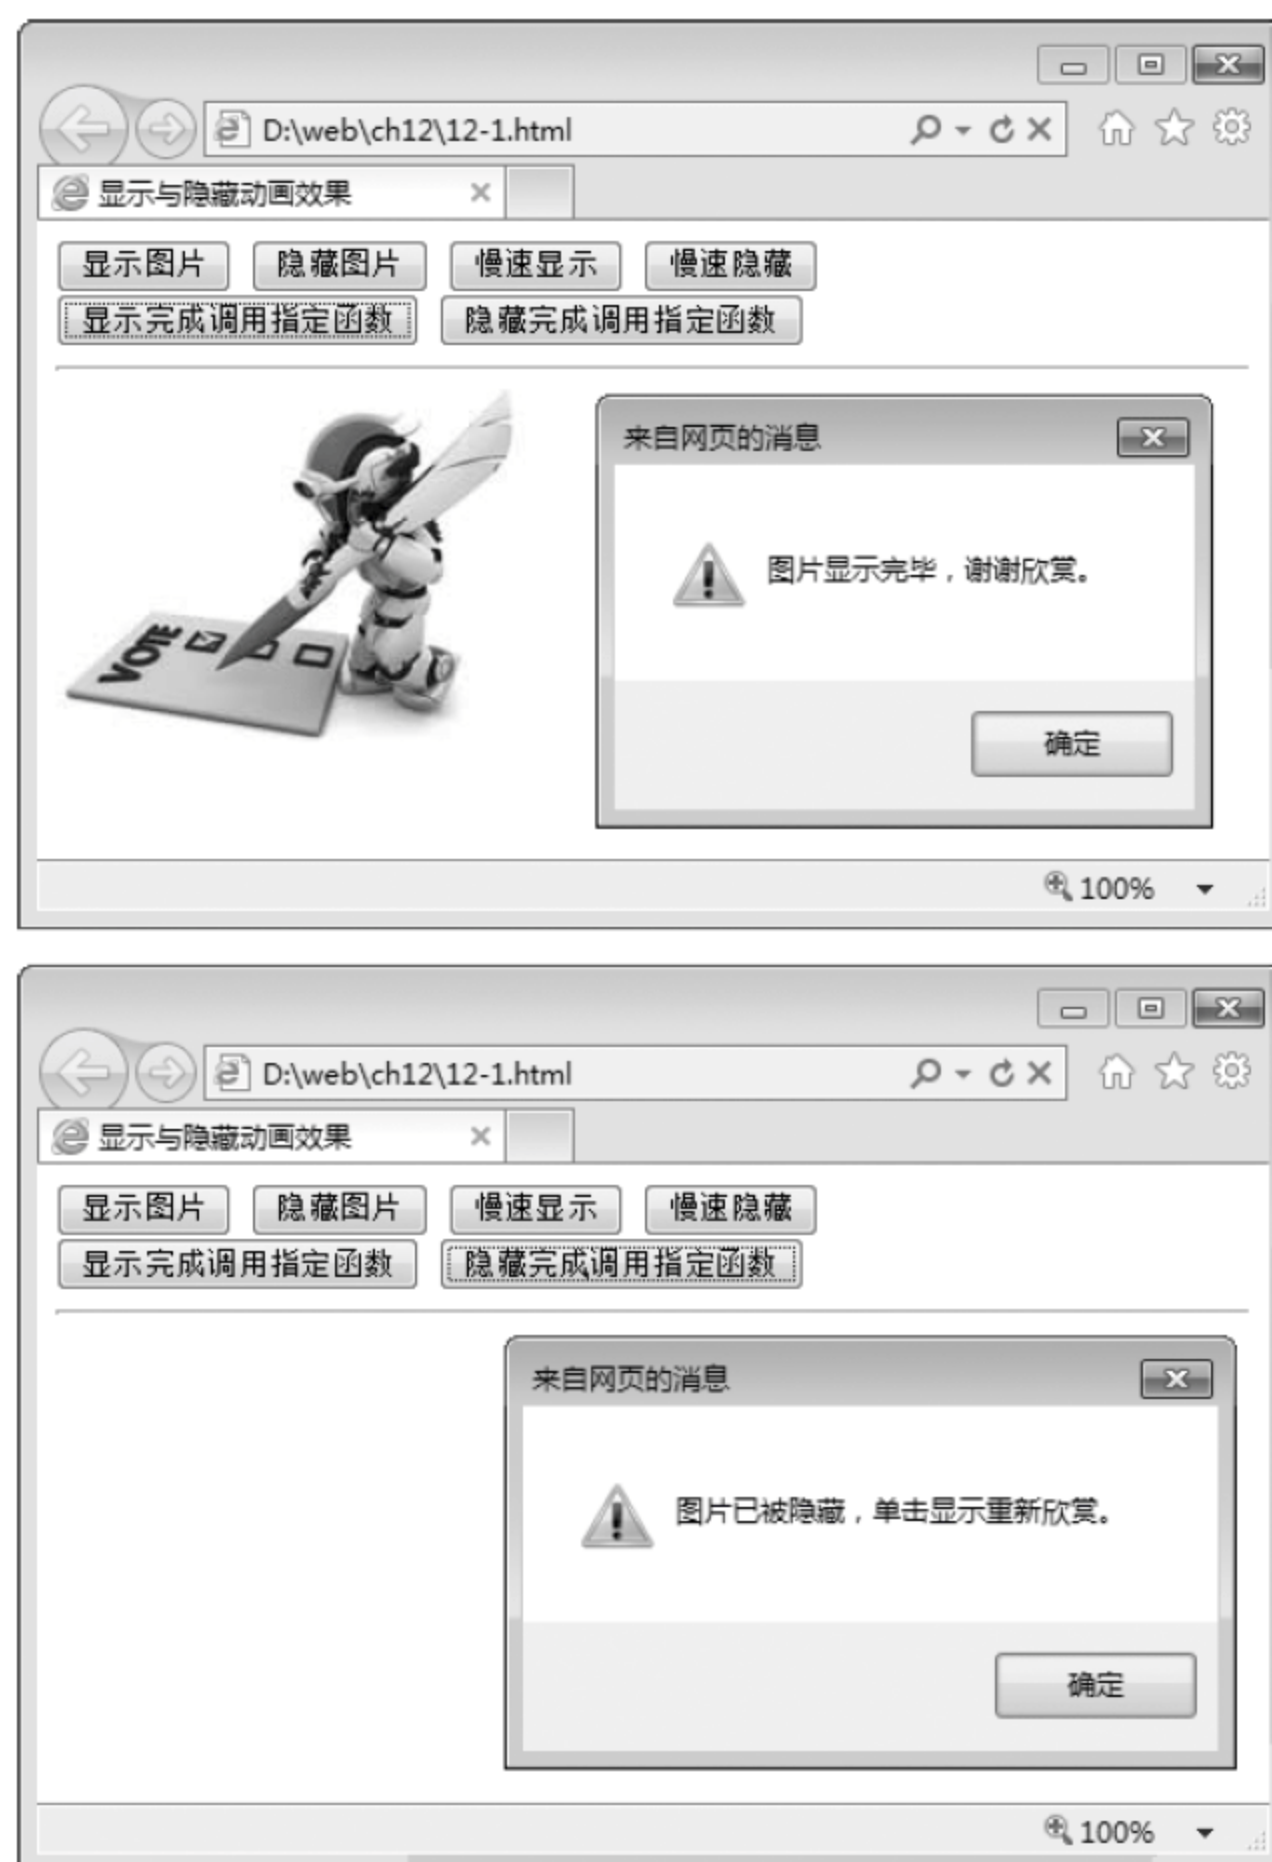 D:\web\ch12\12-1.html
显示与隐藏动画效果
显示图片 隐藏图片 慢速显示 慢速隐藏
显示完成调用指定函数 隐藏完成调用指定函数
来自网页的消息
VOTE
图片显示完毕，谢谢欣赏。
确定
100%
D:\web\ch12\12-1.html
显示与隐藏动画效果
显示图片 隐藏图片 慢速显示 慢速隐藏
显示完成调用指定函数 隐藏完成调用指定函数
来自网页的消息
图片已被隐藏，单击显示重新欣赏。
确定
100%